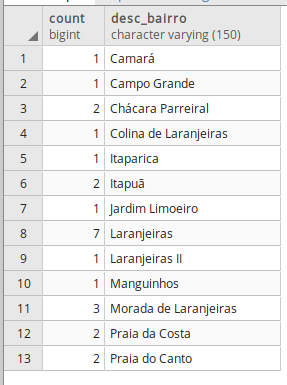 count desc_bairro
bigint character varying (150)
1 1 Camará
2 1 Campo Grande
3 2 Chácara Parreiral
4 1 Colina de Laranjeiras
5 1 Itaparica
6 2 Itapuã
7 1 Jardim Limoeiro
8 7 Laranjeiras
9 1 Laranjeiras II
10 1 Manguinhos
11 3 Morada de Laranjeiras
12 2 Praia da Costa
13 2 Praia do Canto